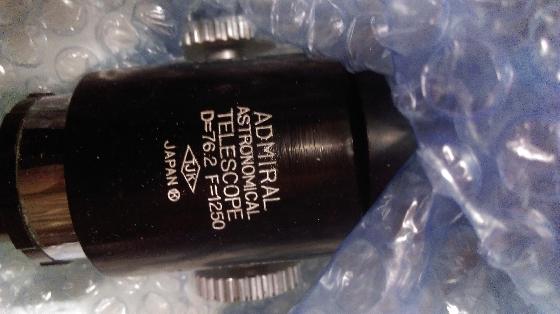 ADMIRAL
ASTRONOMICAL
TELESCOPE
D=76.2 F=1250
JAPAN